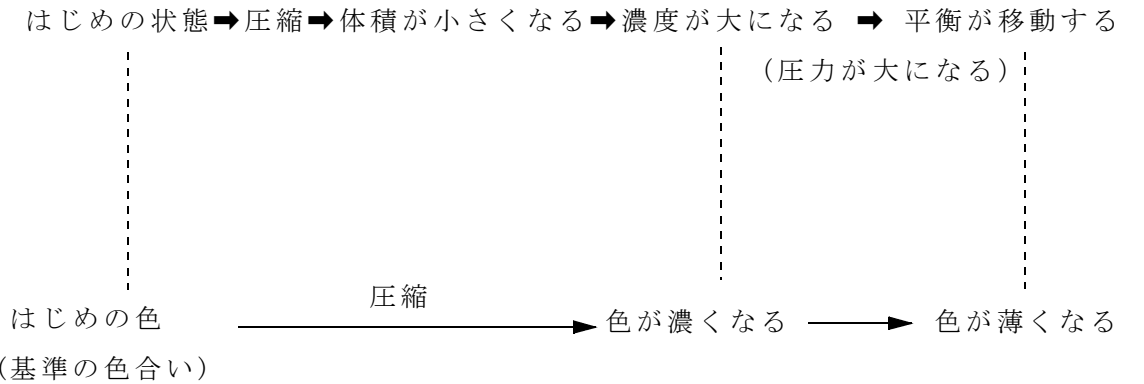 はじめの状態➡圧縮➡体積が小さくなる➡濃度が大になる ➡ 平衡が移動する
(圧力が大になる)
圧縮
はじめの色 色が濃くなる 色が薄くなる
(基準の色合い)